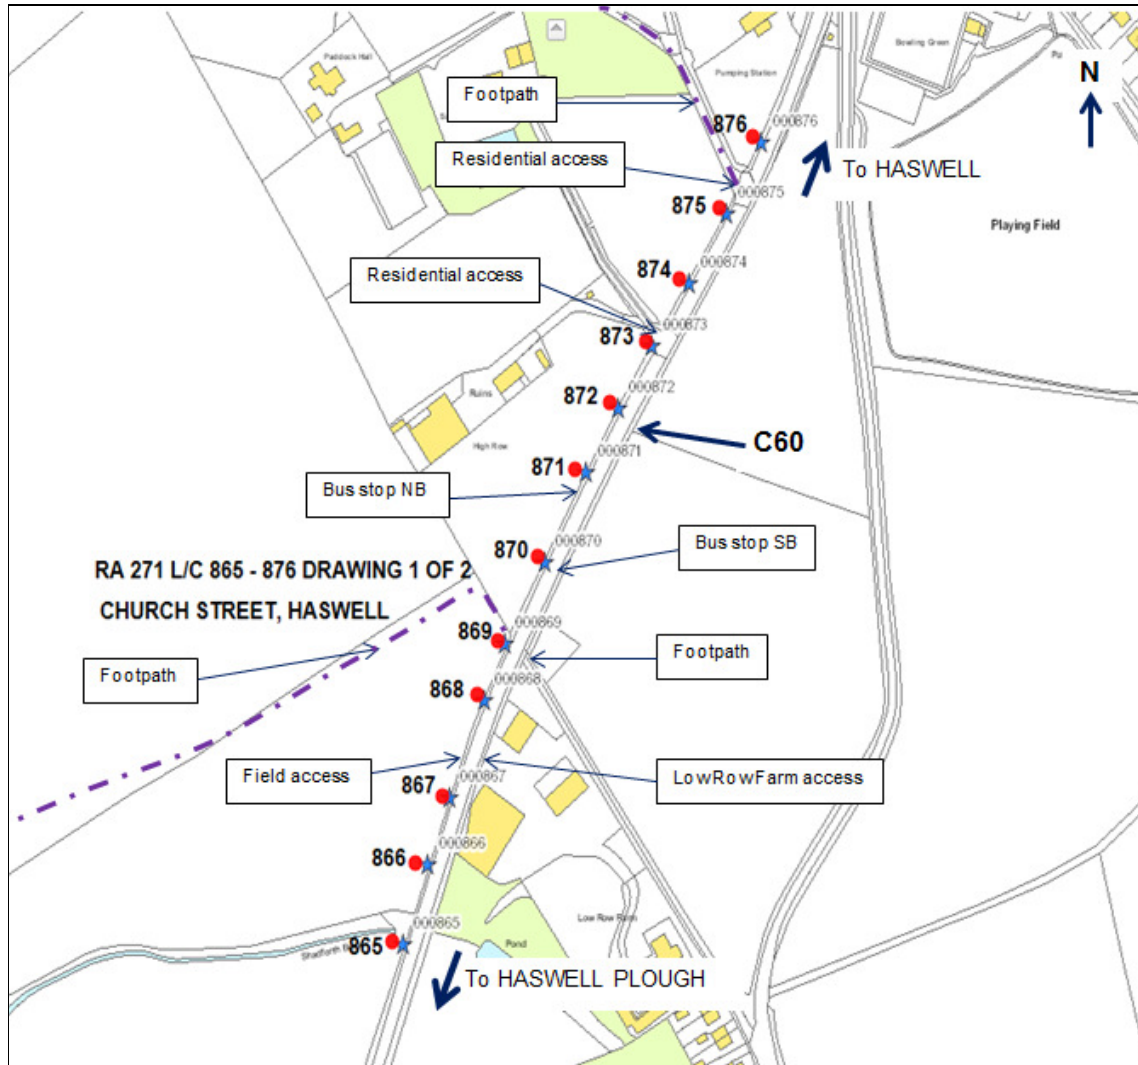 Paddock Hall
Bowling Green
Pumping Station
N
Footpath
876
000876
Residential access
To HASWELL
000875
875
Playing Field
874
000874
Residential access
873
000873
872
000872
C60
Ruins
High Row
871
000871
Bus stop NB
870
000870
Bus stop SB
RA 271 L/C 865 - 876 DRAWING 1 OF 2
CHURCH STREET, HASWELL
869
000869
Footpath
Footpath
868
000868
Field access
867
000867
LowRowFarm access
866
000866
865
000865
Low Row Farm
Shadforth
Pond
To HASWELL PLOUGH